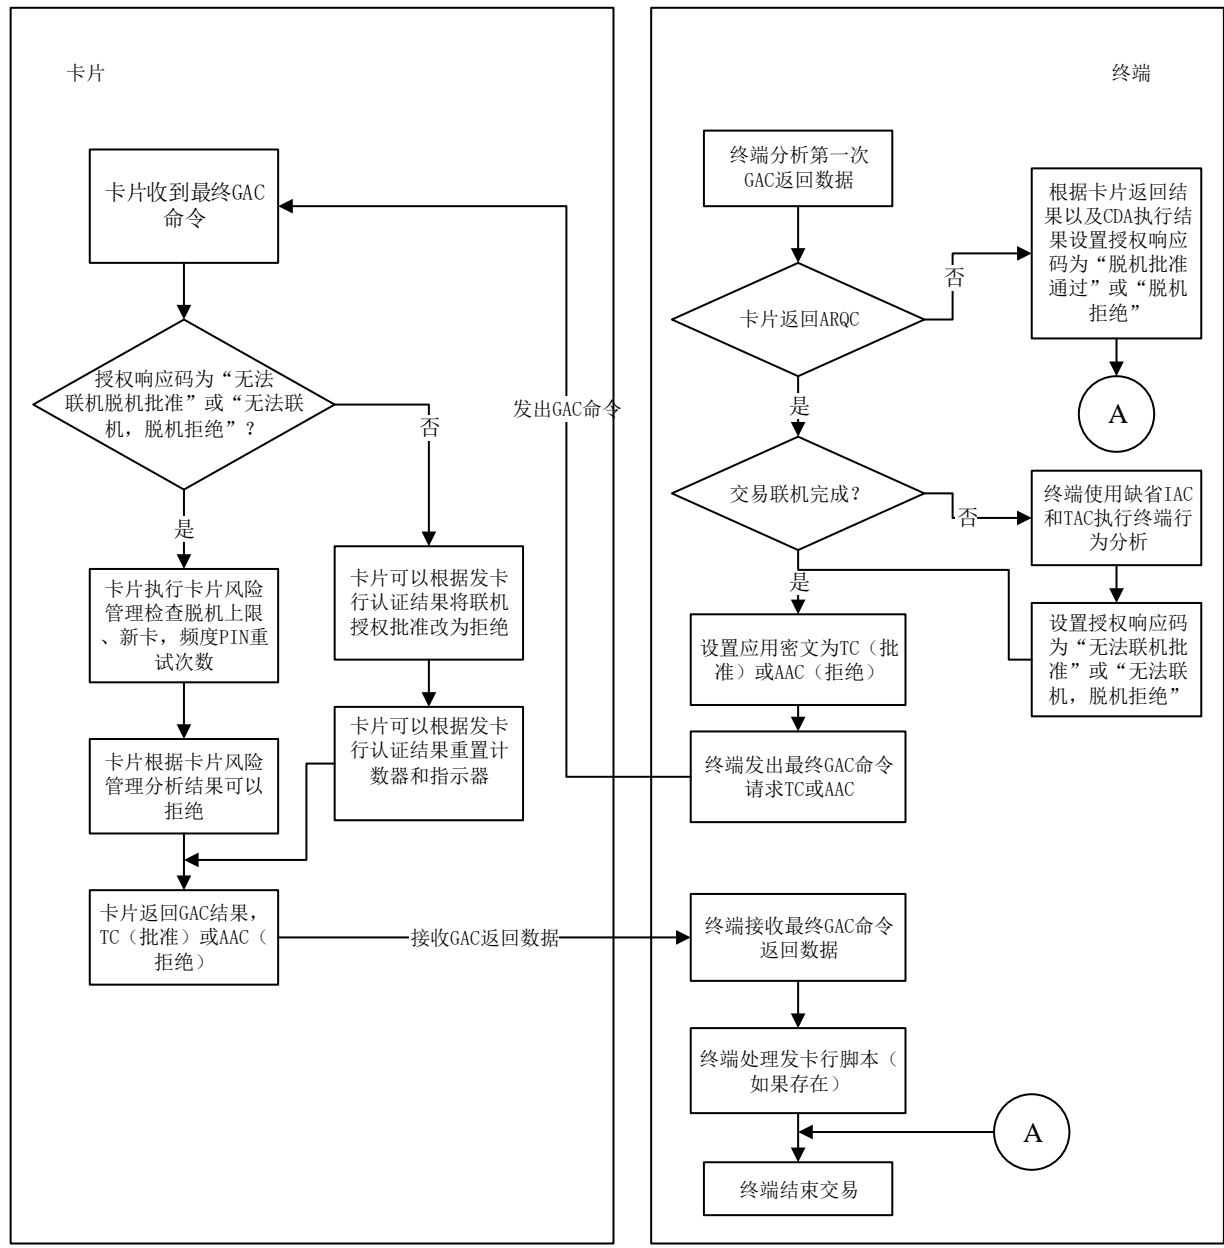 卡片
卡片收到最终GAC
命令
授权响应码为“无法
联机脱机批准”或“无法联
机，脱机拒绝”？
是
否
卡片执行卡片风险
管理检查脱机上限
、新卡，频度PIN重
试次数
卡片可以根据发卡
行认证结果将联机
授权批准改为拒绝
卡片根据卡片风险
管理分析结果可以
拒绝
卡片可以根据发卡
行认证结果重置计
数器和指示器
卡片返回GAC结果，
TC（批准）或AAC（
拒绝）
发出GAC命令
接收GAC返回数据
终端
终端分析第一次
GAC返回数据
卡片返回ARQC
否
根据卡片返回结
果以及CDA执行结
果设置授权响应
码为“脱机批准
通过”或“脱机
拒绝”
A
是
交易联机完成？
否
终端使用缺省IAC
和TAC执行终端行
为分析
是
设置授权响应码
为“无法联机批
准”或“无法联
机，脱机拒绝”
设置应用密文为TC（批
准）或AAC（拒绝）
终端发出最终GAC命令
请求TC或AAC
终端接收最终GAC命令
返回数据
终端处理发卡行脚本（
如果存在）
A
终端结束交易